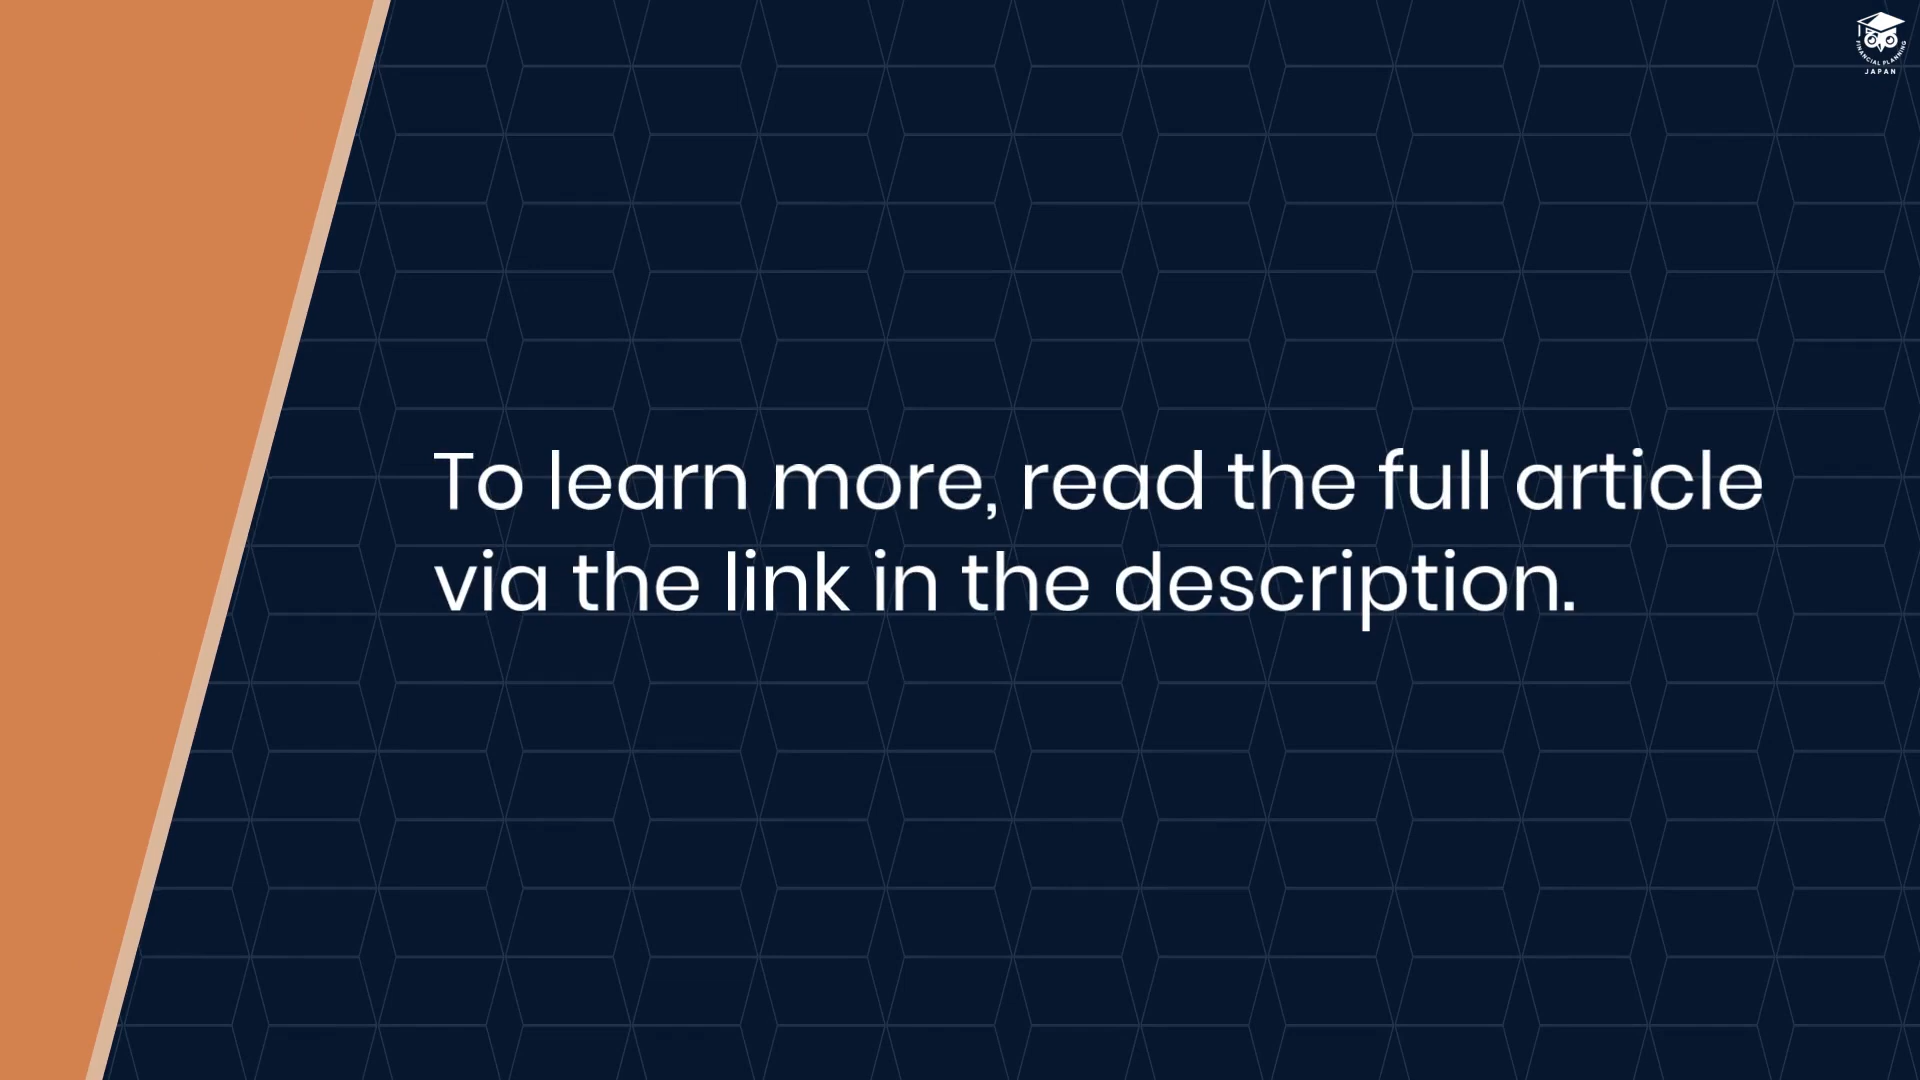 FINANCIAL PLANNING
JAPAN
To learn more, read the full article
via the link in the description.